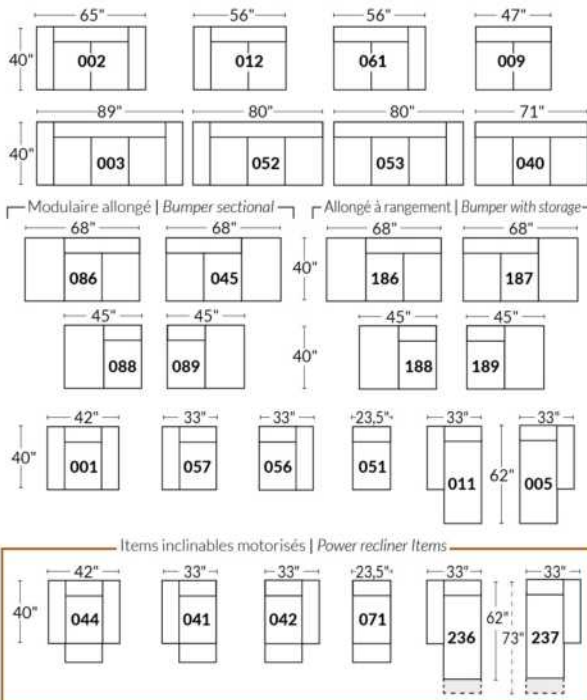 65" 56" 56" 47"
40" 002 012 061 009
89" 80" 80" 71"
40" 003 052 053 040
Modulaire allongé | Bumper sectional Allongé à rangement | Bumper with storage
68" 68" 68" 68"
086 045 40" 186 187
45" 45" 45" 45"
088 089 40" 188 189
42" 33" 33" 23,5" 33" 33"
40" 001 057 056 051 011 62" 005
Items inclinables motorisés | Power recliner Items
42" 33" 33" 23,5" 33" 33"
40" 044 041 042 071 236 62" 73" 237